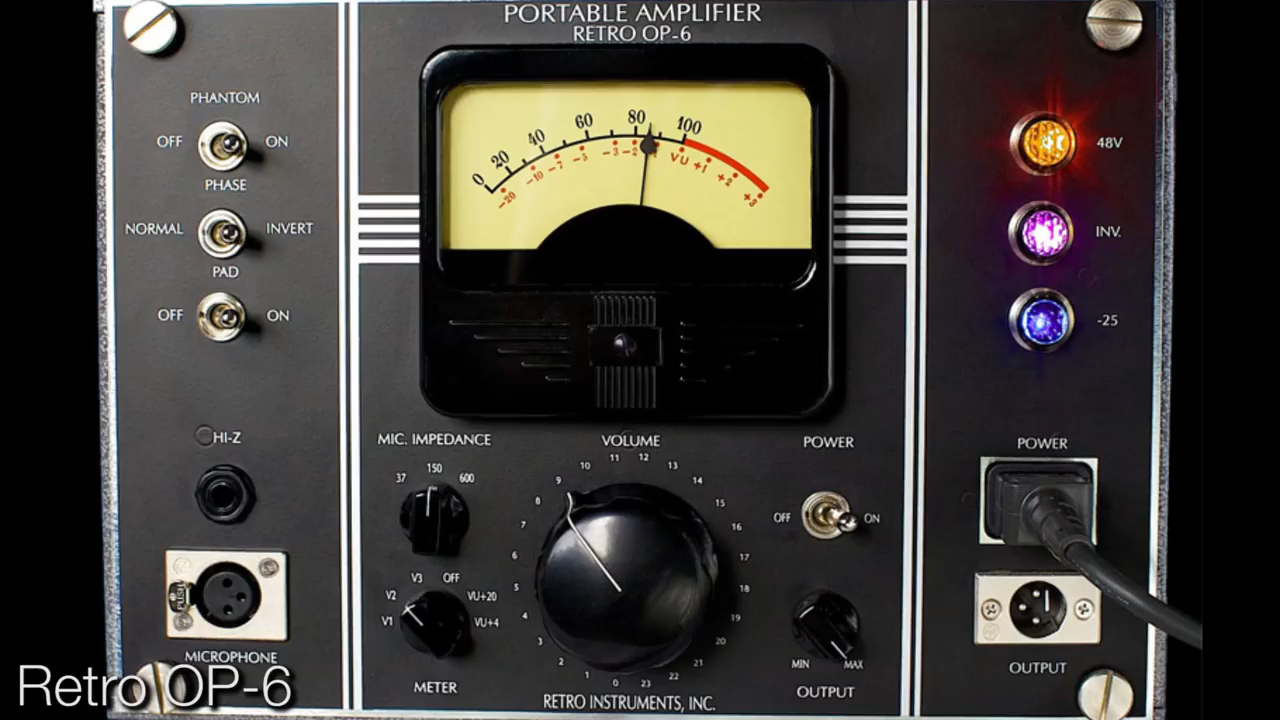 PORTABLE AMPLIFIER
RETRO OP-6
PHANTOM
OFF ON
PHASE
NORMAL INVERT
PAD
OFF ON
HI-Z
PUSH
MICROPHONE
0 20 40 60 80 100
-20 -10 -7 -5 -3 -2 VU +1 +2 +3
48V
INV.
-25
MIC. IMPEDANCE
37 150 600
VOLUME
0 1 2 3 4 5 6 7 8 9 10 11 12 13 14 15 16 17 18 19 20 21 22 23
POWER
OFF ON
V1 V2 V3 OFF VU+20 VU+4
METER
MIN MAX
OUTPUT
RETRO INSTRUMENTS, INC.
POWER
OUTPUT
Retro OP-6